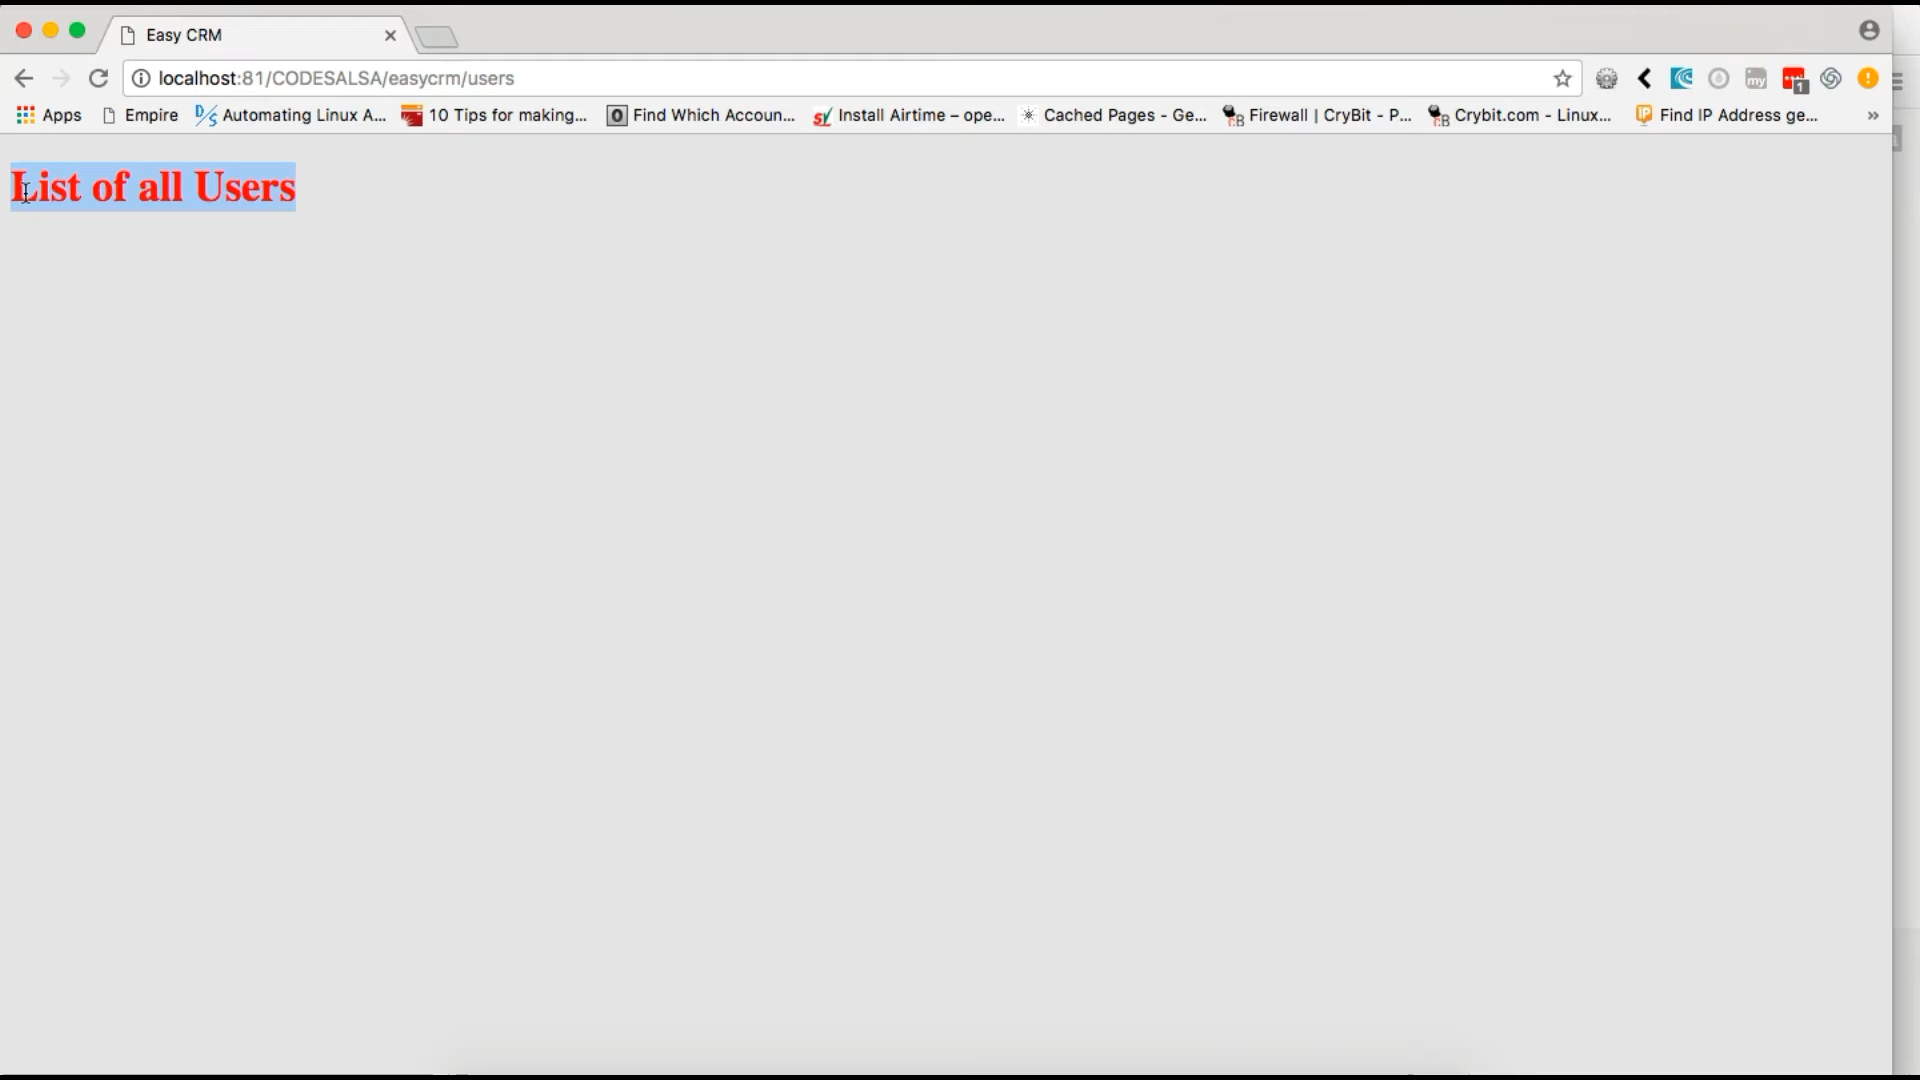 Easy CRM
localhost:81/CODESALSA/easycrm/users
Apps Empire Automating Linux A... 10 Tips for making... Find Which Accoun... Install Airtime – ope... Cached Pages - Ge... Firewall | CryBit - P... Crybit.com - Linux... Find IP Address ge... »
List of all Users